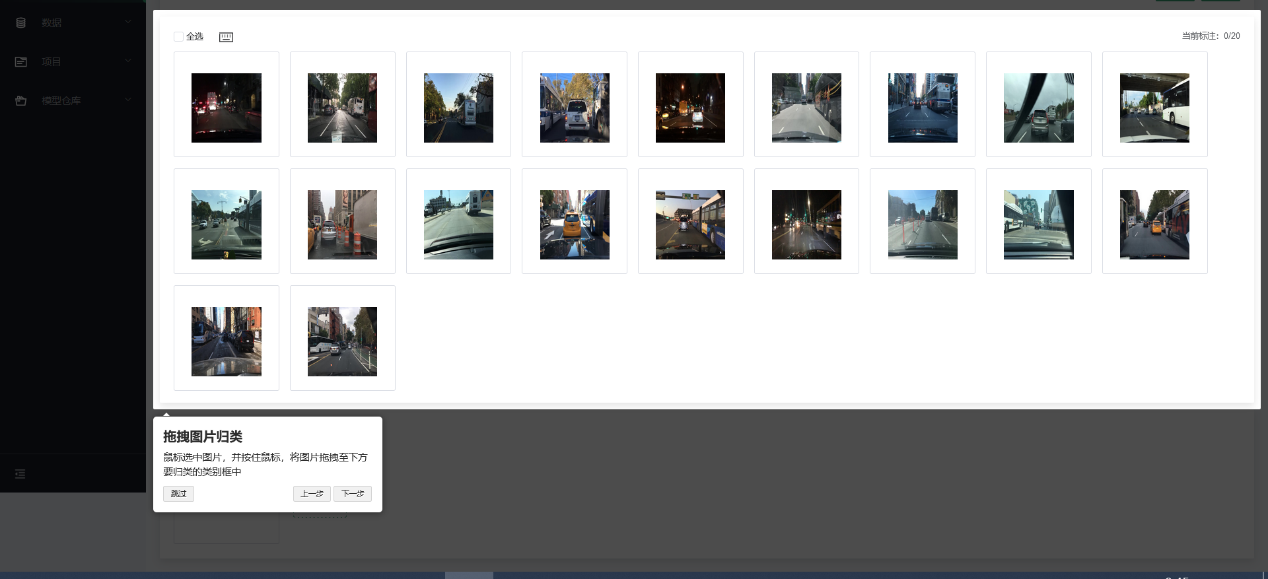 数据
项目
模型仓库
全选
当前标注：0/20
拖拽图片归类
鼠标选中图片，并按住鼠标，将图片拖拽至下方
要归类的类别框中
跳过
上一步
下一步